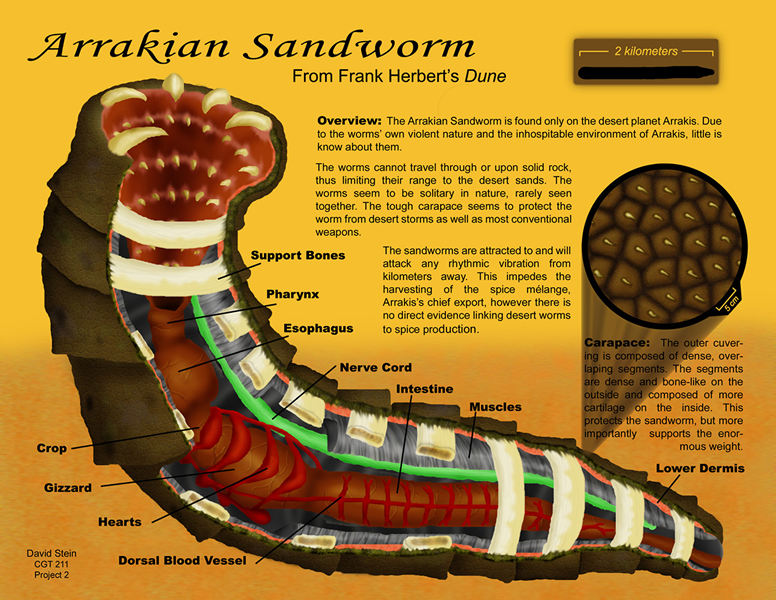 Arrakian Sandworm
2 kilometers
From Frank Herbert's Dune
Overview: The Arrakian Sandworm is found only on the desert planet Arrakis. Due
to the worms' own violent nature and the inhospitable environment of Arrakis, little is
know about them.
The worms cannot travel through or upon solid rock,
thus limiting their range to the desert sands. The
worms seem to be solitary in nature, rarely seen
together. The tough carapace seems to protect the
worm from desert storms as well as most conventional
weapons.
The sandworms are attracted to and will
attack any rhythmic vibration from
kilometers away. This impedes the
harvesting of the spice mélange,
Arrakis's chief export, however there is
no direct evidence linking desert worms
to spice production.
5 cm
Carapace: The outer cuver-
ing is composed of dense, over-
laping segments. The segments
are dense and bone-like on the
outside and composed of more
cartilage on the inside. This
protects the sandworm, but more
importantly supports the enor-
mous weight.
Support Bones
Pharynx
Esophagus
Nerve Cord
Intestine
Muscles
Lower Dermis
Crop
Gizzard
Hearts
Dorsal Blood Vessel
David Stein
CGT 211
Project 2